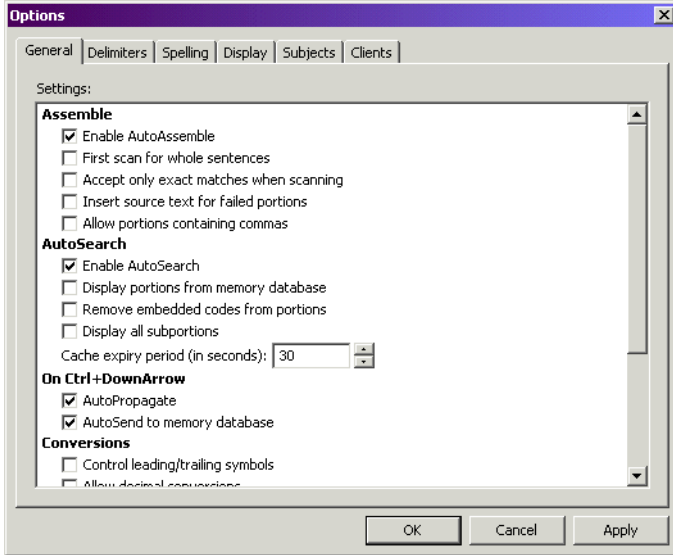 Options
General Delimiters Spelling Display Subjects Clients
Settings:
Assemble
Enable AutoAssemble
First scan for whole sentences
Accept only exact matches when scanning
Insert source text for failed portions
Allow portions containing commas
AutoSearch
Enable AutoSearch
Display portions from memory database
Remove embedded codes from portions
Display all subportions
Cache expiry period (in seconds): 30
On Ctrl+DownArrow
AutoPropagate
AutoSend to memory database
Conversions
Control leading/trailing symbols
Allow decimal conversions
OK Cancel Apply